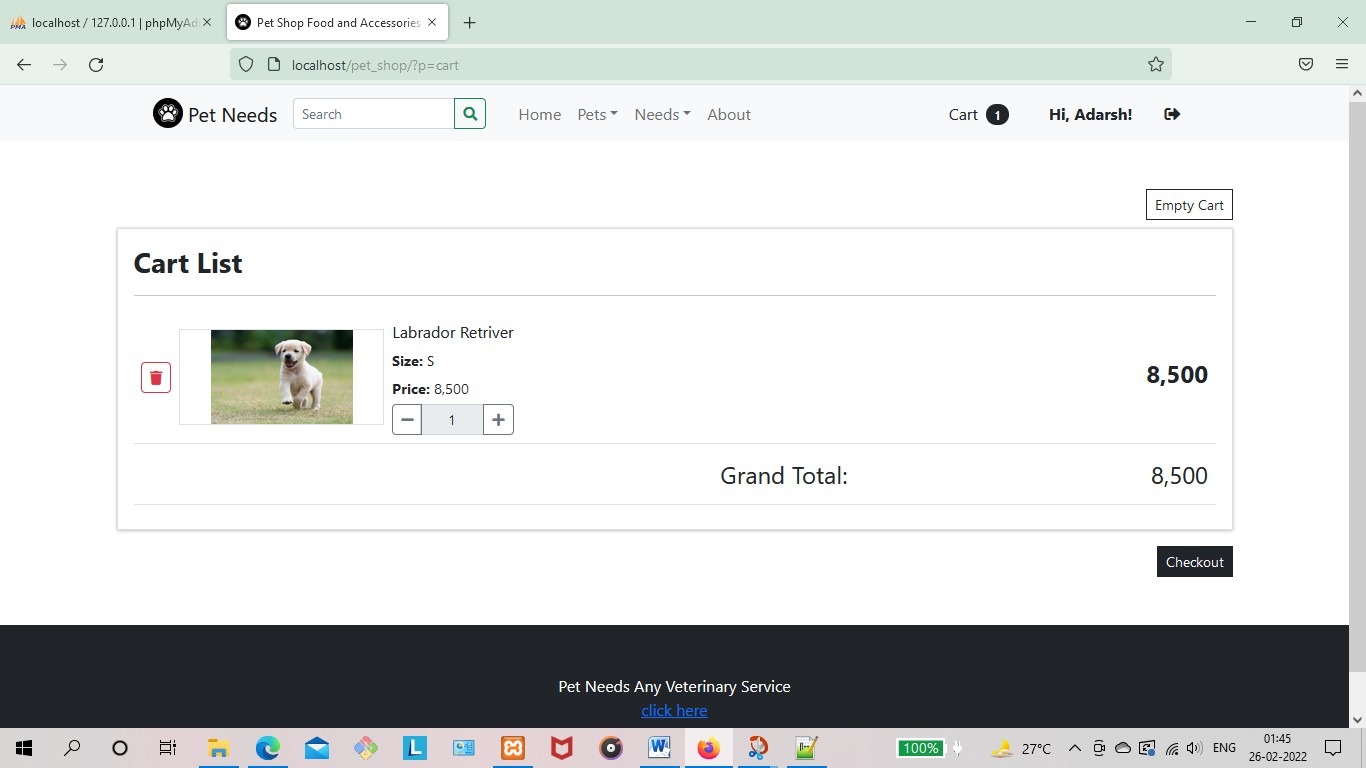 localhost / 127.0.0.1 | phpMyAd
Pet Shop Food and Accessories
localhost/pet_shop/?p=cart
Pet Needs
Search
Home
Pets
Needs
About
Cart 1
Hi, Adarsh!
Empty Cart
Cart List
Labrador Retriver
Size: S
Price: 8,500
1
8,500
Grand Total: 8,500
Checkout
Pet Needs Any Veterinary Service
click here
100%
27°C
ENG
01:45
26-02-2022